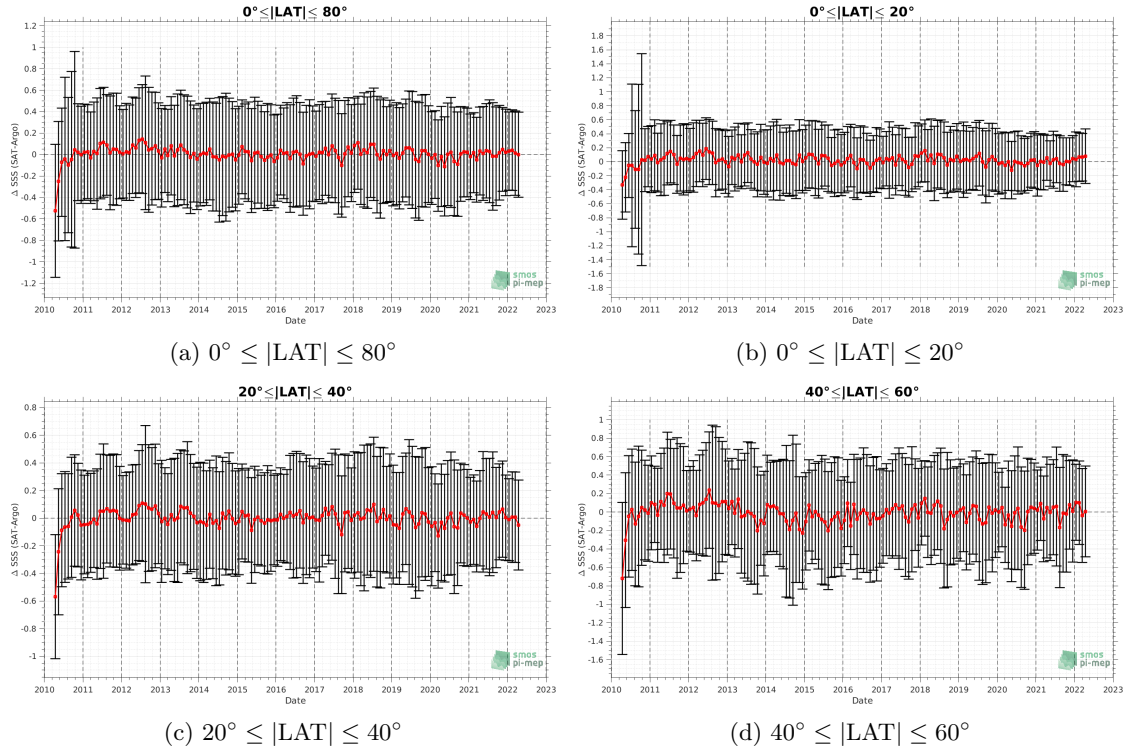 0°≤|LAT|≤ 80°
1.2
1
0.8
0.6
0.4
0.2
0
-0.2
-0.4
-0.6
-0.8
-1
-1.2
Δ SSS (SAT-Argo)
2010 2011 2012 2013 2014 2015 2016 2017 2018 2019 2020 2021 2022 2023
Date
smos
pi-mep
(a) 0° ≤ |LAT| ≤ 80°
0°≤|LAT|≤ 20°
1.8
1.6
1.4
1.2
1
0.8
0.6
0.4
0.2
0
-0.2
-0.4
-0.6
-0.8
-1
-1.2
-1.4
-1.6
-1.8
Δ SSS (SAT-Argo)
2010 2011 2012 2013 2014 2015 2016 2017 2018 2019 2020 2021 2022 2023
Date
smos
pi-mep
(b) 0° ≤ |LAT| ≤ 20°
20°≤|LAT|≤ 40°
0.8
0.6
0.4
0.2
0
-0.2
-0.4
-0.6
-0.8
-1
Δ SSS (SAT-Argo)
2010 2011 2012 2013 2014 2015 2016 2017 2018 2019 2020 2021 2022 2023
Date
smos
pi-mep
(c) 20° ≤ |LAT| ≤ 40°
40°≤|LAT|≤ 60°
1
0.8
0.6
0.4
0.2
0
-0.2
-0.4
-0.6
-0.8
-1
-1.2
-1.4
-1.6
Δ SSS (SAT-Argo)
2010 2011 2012 2013 2014 2015 2016 2017 2018 2019 2020 2021 2022 2023
Date
smos
pi-mep
(d) 40° ≤ |LAT| ≤ 60°